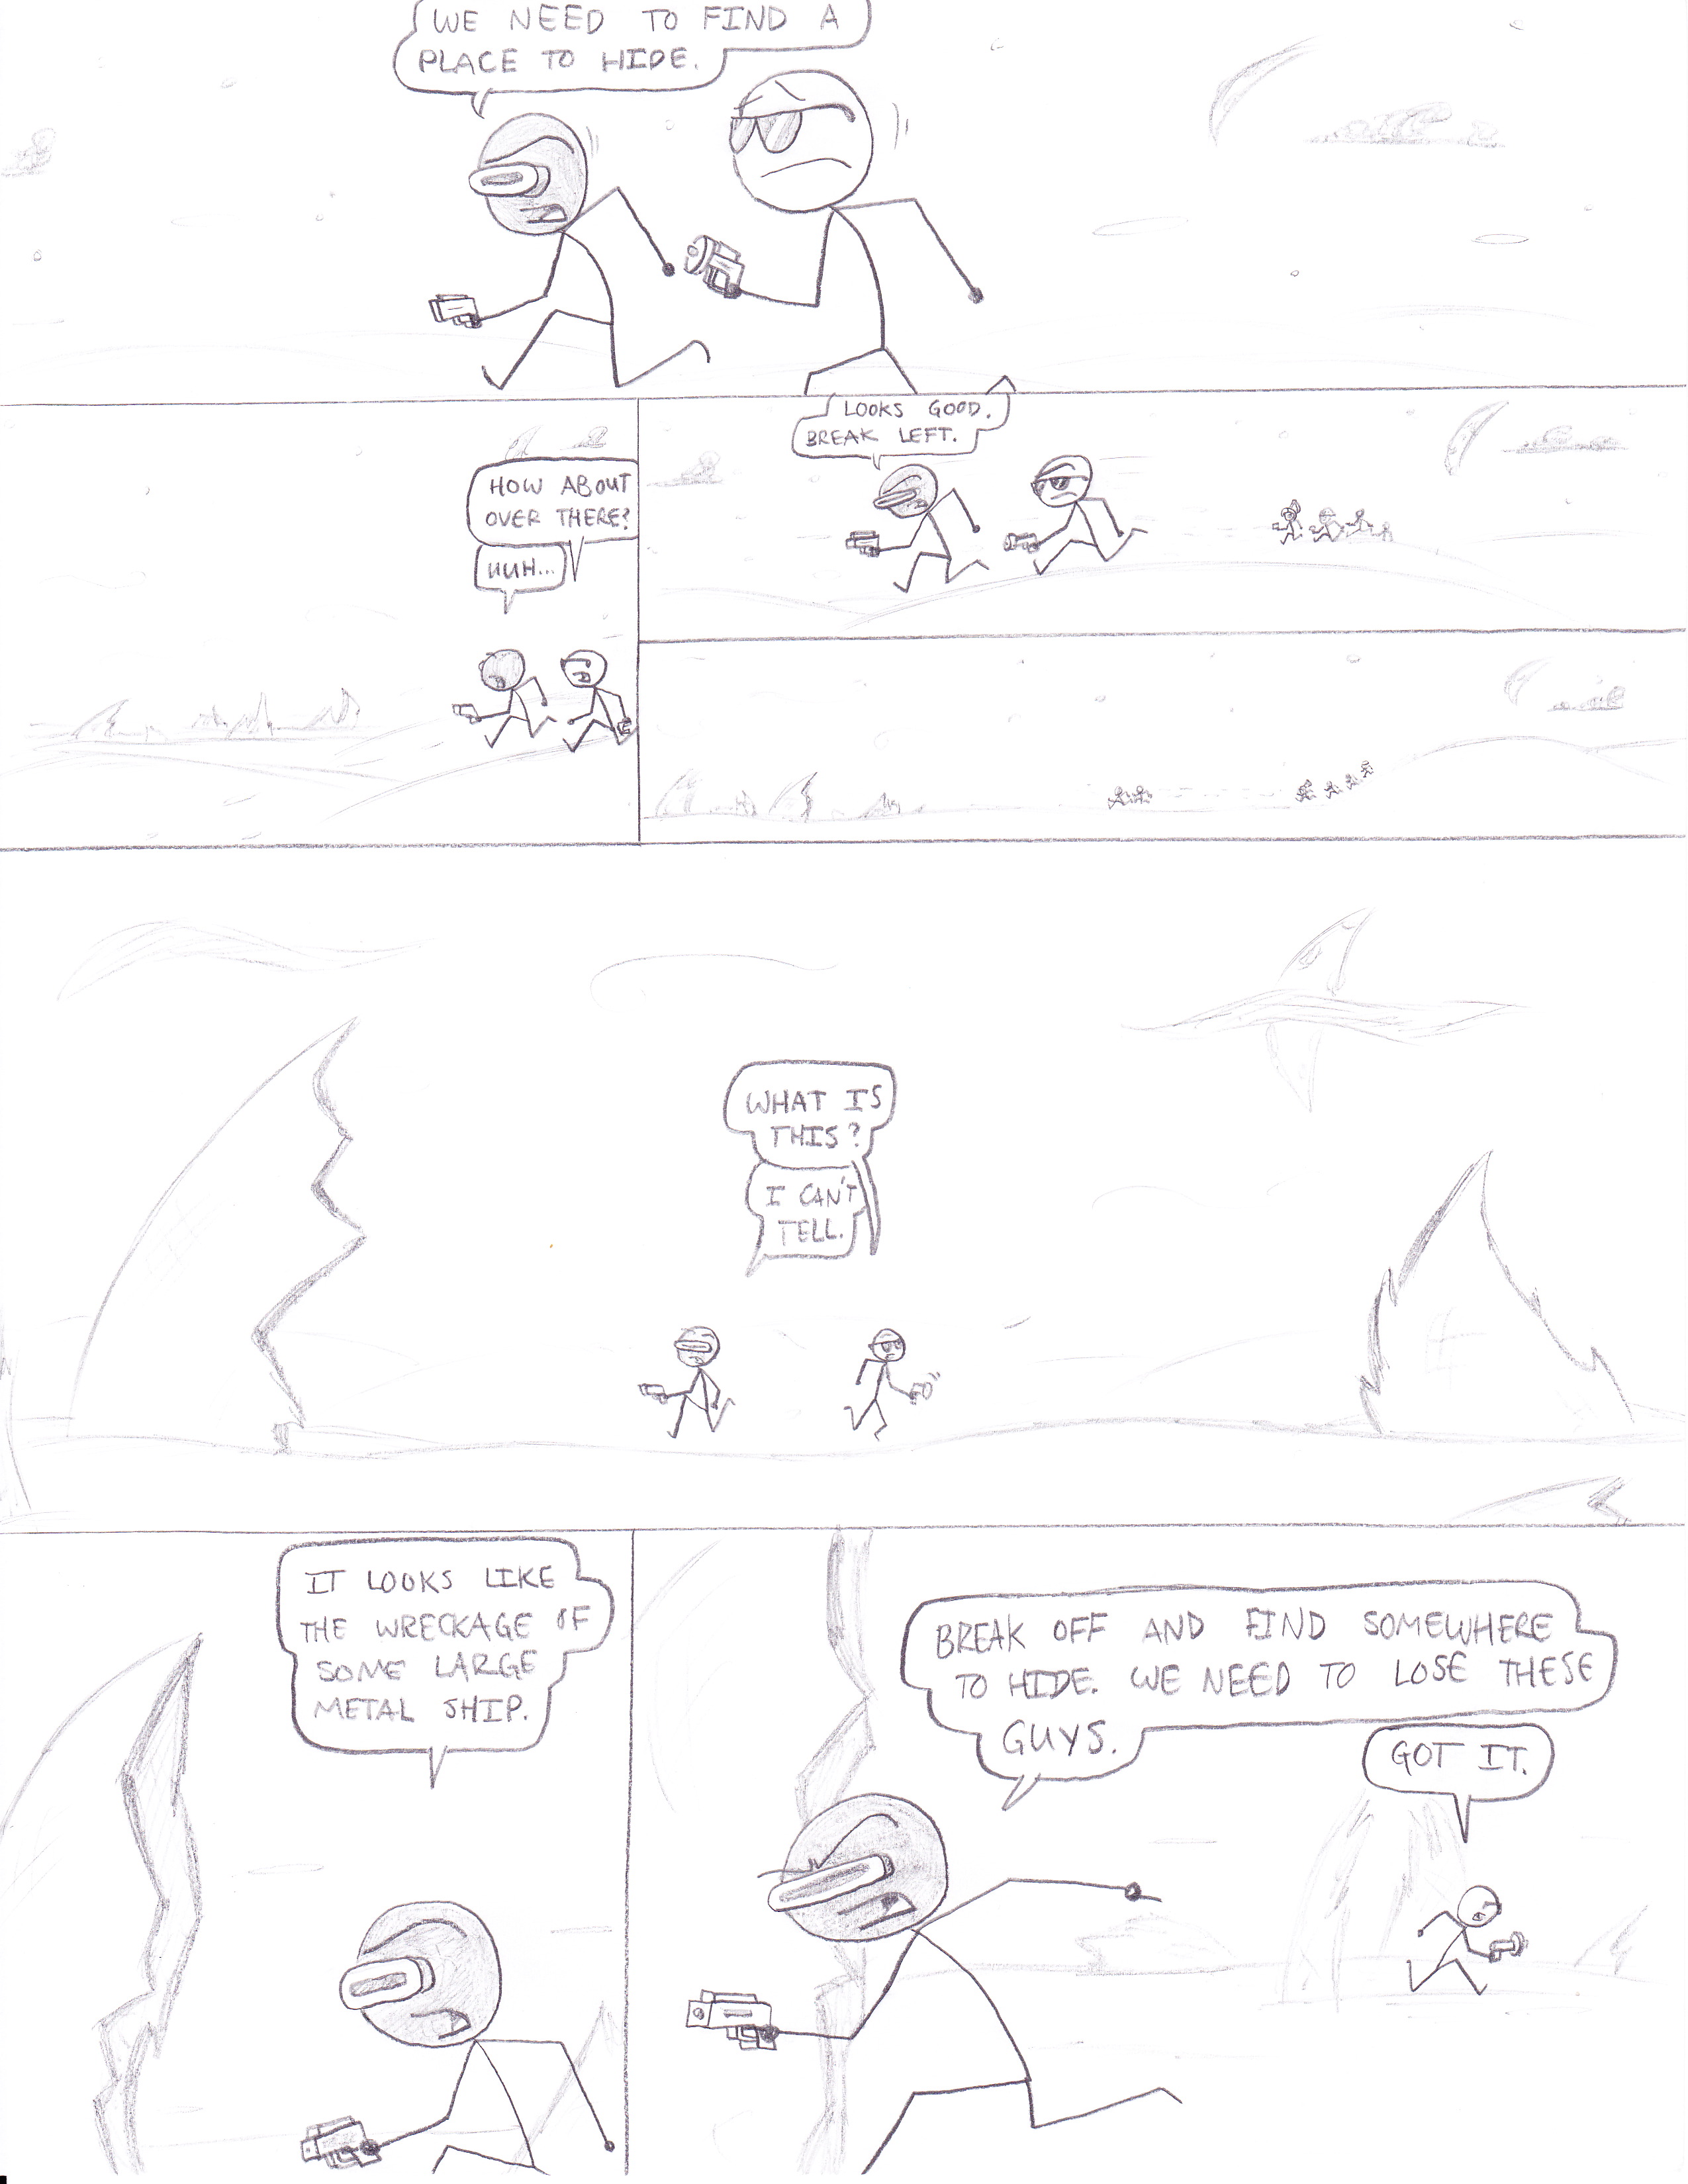 WE NEED TO FIND A
PLACE TO HIDE.
HOW ABOUT
OVER THERE?
HUH...
LOOKS GOOD.
BREAK LEFT.
WHAT IS
THIS?
I CAN'T
TELL.
IT LOOKS LIKE
THE WRECKAGE OF
SOME LARGE
METAL SHIP.
BREAK OFF AND FIND SOMEWHERE
TO HIDE. WE NEED TO LOSE THESE
GUYS.
GOT IT.